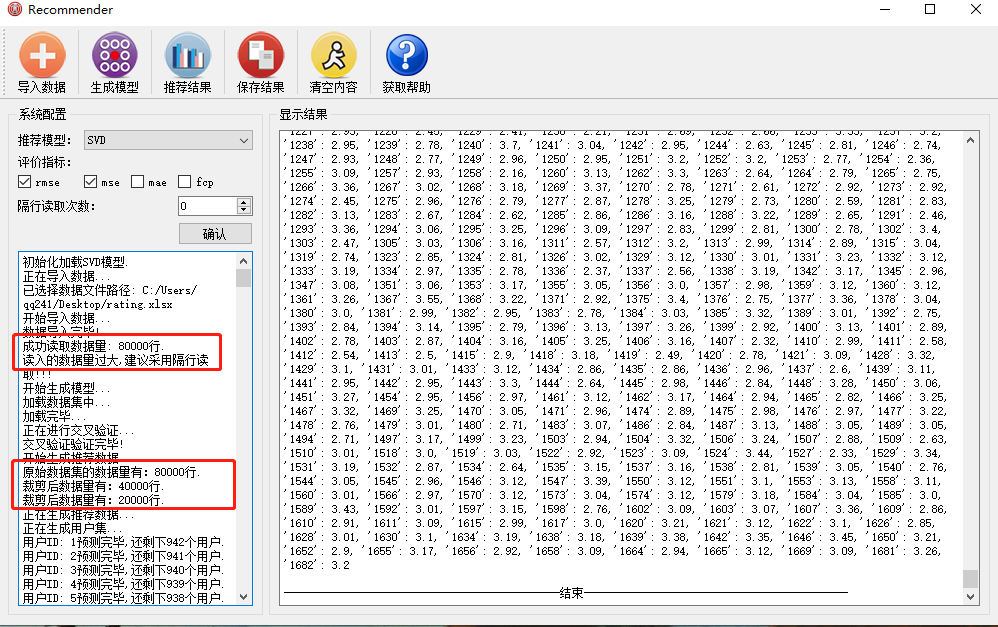 Recommender
导入数据 生成模型 推荐结果 保存结果 清空内容 获取帮助
系统配置
推荐模型: SVD
评价指标:
rmse mse mae fcp
隔行读取次数: 0
确认
初始化加载SVD模型.
正在导入数据...
已选择数据文件路径: C:/Users/
qq241/Desktop/rating.xlsx
开始导入数据...
数据导入完毕!
成功读取数据量: 80000行.
读入的数据量过大,建议采用隔行读
取!!!
开始生成模型...
加载数据集中...
加载完毕...
正在进行交叉验证...
交叉验证验证完毕!
开始生成推荐数据...
原始数据集的数据量有: 80000行.
裁剪后数据量有: 40000行.
裁剪后数据量有: 20000行.
正在生成推荐数据...
正在生成用户集...
用户ID: 1预测完毕,还剩下942个用户.
用户ID: 2预测完毕,还剩下941个用户.
用户ID: 3预测完毕,还剩下940个用户.
用户ID: 4预测完毕,还剩下939个用户.
用户ID: 5预测完毕,还剩下938个用户.
显示结果
'1238': 2.95, '1239': 2.78, '1240': 3.7, '1241': 3.04, '1242': 2.95, '1244': 2.63, '1245': 2.81, '1246': 2.74,
'1247': 2.93, '1248': 2.77, '1249': 2.96, '1250': 2.95, '1251': 3.2, '1252': 3.2, '1253': 2.77, '1254': 2.36,
'1255': 3.09, '1257': 2.93, '1258': 2.16, '1260': 3.13, '1262': 3.3, '1263': 2.64, '1264': 2.79, '1265': 2.75,
'1266': 3.36, '1267': 3.02, '1268': 3.18, '1269': 3.37, '1270': 2.78, '1271': 2.61, '1272': 2.92, '1273': 2.92,
'1274': 2.45, '1275': 2.96, '1276': 2.79, '1277': 2.87, '1278': 3.25, '1279': 2.73, '1280': 2.59, '1281': 2.83,
'1282': 3.13, '1283': 2.67, '1284': 2.62, '1285': 2.86, '1286': 3.16, '1288': 3.22, '1289': 2.65, '1291': 2.46,
'1293': 3.36, '1294': 3.06, '1295': 3.25, '1296': 3.09, '1297': 2.83, '1299': 2.81, '1300': 2.78, '1302': 3.4,
'1303': 2.47, '1305': 3.03, '1306': 3.16, '1311': 2.57, '1312': 3.2, '1313': 2.99, '1314': 2.89, '1315': 3.04,
'1319': 2.74, '1323': 2.85, '1324': 2.81, '1326': 3.02, '1329': 3.12, '1330': 3.01, '1331': 3.23, '1332': 3.12,
'1333': 3.19, '1334': 2.97, '1335': 2.78, '1336': 2.37, '1337': 2.56, '1338': 3.19, '1342': 3.17, '1345': 2.96,
'1347': 3.08, '1351': 3.06, '1353': 3.17, '1355': 3.05, '1356': 3.0, '1357': 2.98, '1359': 3.12, '1360': 3.12,
'1361': 3.26, '1367': 3.55, '1368': 3.22, '1371': 2.92, '1375': 3.4, '1376': 2.75, '1377': 3.36, '1378': 3.04,
'1380': 3.0, '1381': 2.99, '1382': 2.95, '1383': 2.78, '1384': 3.03, '1385': 3.32, '1389': 3.01, '1392': 2.75,
'1393': 2.84, '1394': 3.14, '1395': 2.79, '1396': 3.13, '1397': 3.26, '1399': 2.92, '1400': 3.13, '1401': 2.89,
'1402': 2.78, '1403': 2.87, '1404': 3.17, '1405': 2.36, '1407': 2.34, '1408': 2.2, '1410': 2.99, '1411': 2.58,
'1412': 2.54, '1413': 2.5, '1415': 2.9, '1418': 3.18, '1419': 2.49, '1420': 2.78, '1421': 3.09, '1428': 3.32,
'1429': 3.1, '1431': 3.01, '1433': 3.12, '1434': 2.86, '1435': 2.86, '1436': 2.96, '1437': 2.6, '1439': 3.11,
'1441': 2.95, '1442': 2.95, '1443': 3.3, '1444': 2.64, '1445': 2.98, '1446': 2.84, '1448': 3.28, '1450': 3.06,
'1451': 3.27, '1454': 2.95, '1456': 2.97, '1461': 3.12, '1462': 3.17, '1464': 2.94, '1465': 2.82, '1466': 3.25,
'1467': 3.32, '1469': 3.25, '1470': 3.05, '1471': 2.96, '1474': 2.89, '1475': 2.98, '1476': 2.97, '1477': 3.22,
'1478': 2.76, '1479': 3.01, '1480': 2.71, '1483': 3.07, '1486': 2.84, '1487': 3.13, '1488': 3.05, '1489': 3.05,
'1494': 2.71, '1497': 3.17, '1499': 3.23, '1503': 2.94, '1504': 3.32, '1506': 3.24, '1507': 2.88, '1509': 2.63,
'1510': 3.01, '1518': 3.0, '1519': 3.03, '1522': 2.92, '1523': 3.09, '1524': 3.44, '1527': 2.33, '1529': 3.34,
'1531': 3.19, '1532': 2.87, '1534': 2.64, '1535': 3.15, '1537': 3.16, '1538': 2.81, '1539': 3.05, '1540': 2.76,
'1544': 3.05, '1545': 2.96, '1546': 3.12, '1547': 3.39, '1550': 3.12, '1551': 3.1, '1553': 3.13, '1558': 3.11,
'1560': 3.01, '1566': 2.97, '1570': 3.12, '1573': 3.04, '1574': 3.12, '1579': 3.18, '1584': 3.04, '1585': 3.0,
'1589': 3.43, '1592': 3.01, '1597': 3.15, '1598': 2.76, '1602': 3.09, '1603': 3.07, '1607': 3.36, '1609': 2.86,
'1610': 2.91, '1611': 3.09, '1615': 2.99, '1617': 3.0, '1620': 3.21, '1621': 3.12, '1622': 3.1, '1626': 2.85,
'1628': 3.01, '1630': 3.1, '1634': 3.19, '1638': 3.18, '1639': 3.38, '1642': 3.35, '1646': 3.45, '1650': 3.21,
'1652': 2.9, '1655': 3.17, '1656': 2.92, '1658': 3.09, '1664': 2.94, '1665': 3.12, '1669': 3.09, '1681': 3.26,
'1682': 3.2
结束